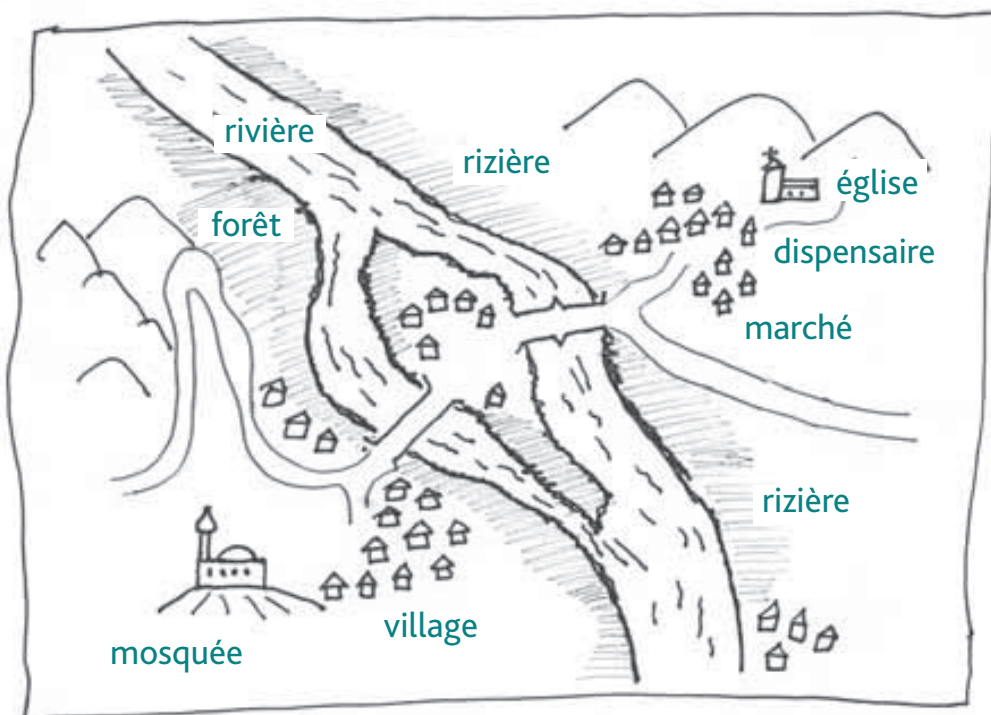 rivière
rizière
église
forêt
dispensaire
marché
rizière
village
mosquée